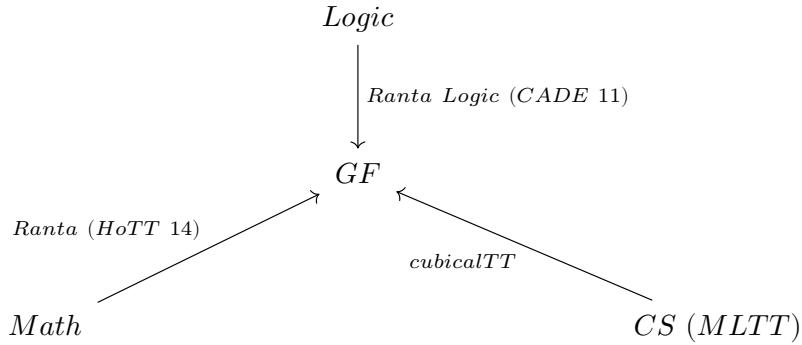 Logic
Ranta Logic (CADE 11)
GF
Ranta (HoTT 14)
cubicalTT
Math
CS (MLTT)